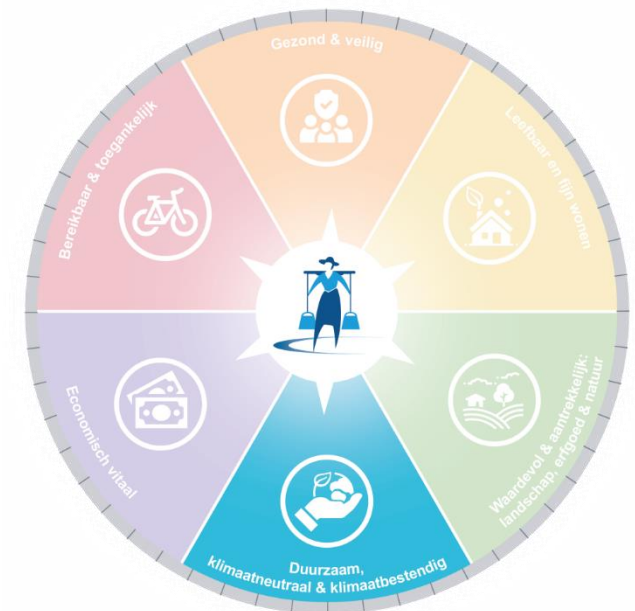 Gezond & veilig
Leefbaar en fijn wonen
Waardevol & aantrekkelijk:
landschap, erfgoed & natuur
Duurzaam,
klimaatneutraal & klimaatbestendig
Economisch vitaal
Bereikbaar & toegankelijk